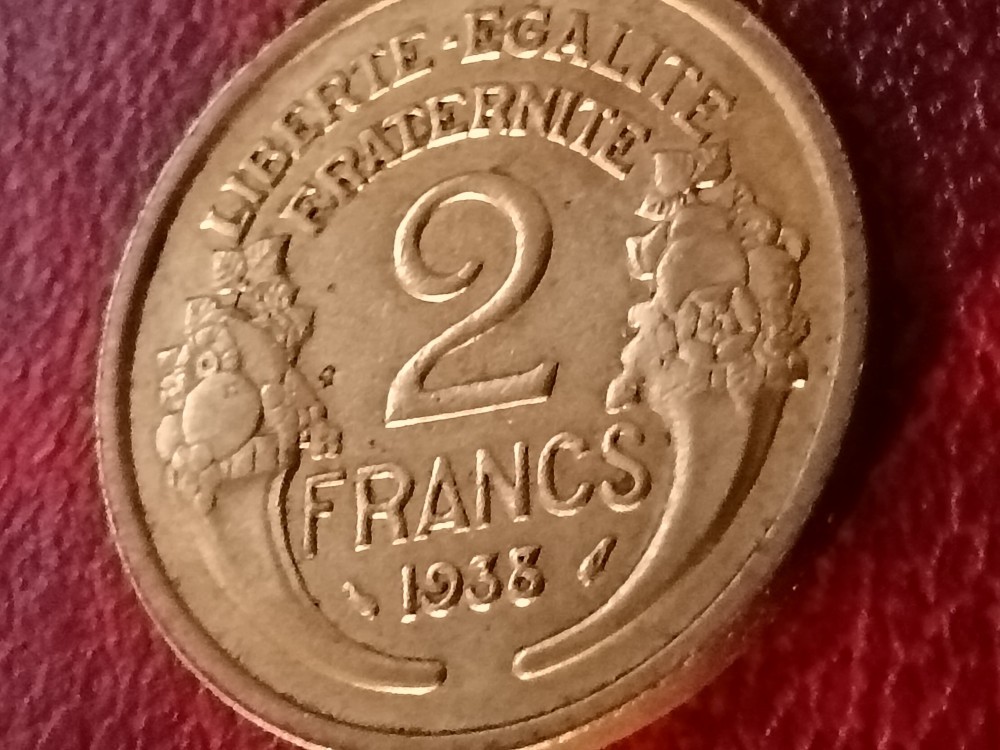 LIBERTE-EGALITE
FRATERNITE
2
FRANCS
1938